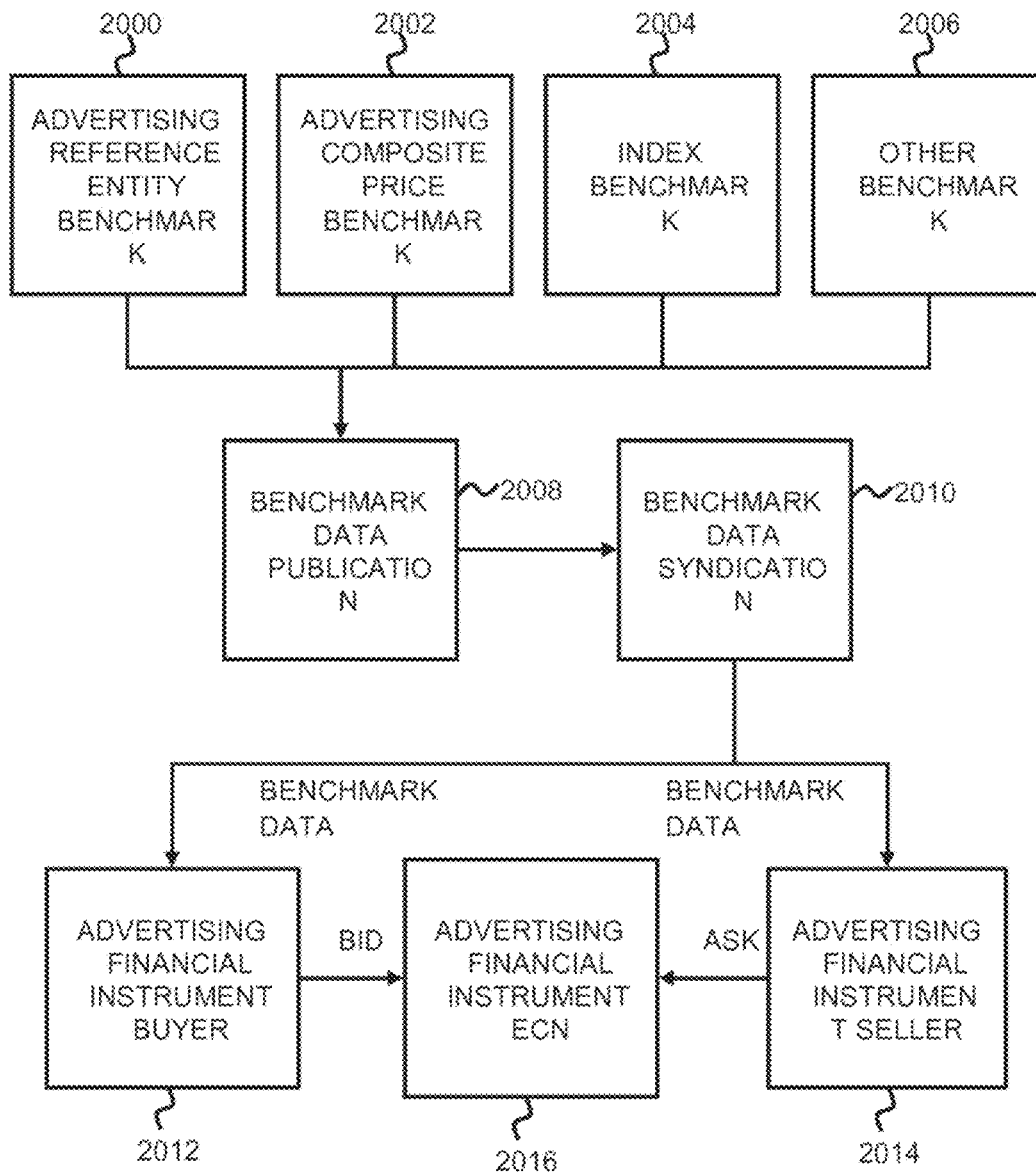 2000
2002
2004
2006
ADVERTISING
REFERENCE
ENTITY
BENCHMAR
K
ADVERTISING
COMPOSITE
PRICE
BENCHMAR
K
INDEX
BENCHMAR
K
OTHER
BENCHMAR
K
BENCHMARK
DATA
PUBLICATIO
N
2008
BENCHMARK
DATA
SYNDICATIO
N
2010
BENCHMARK
DATA
BENCHMARK
DATA
ADVERTISING
FINANCIAL
INSTRUMENT
BUYER
BID
ADVERTISING
FINANCIAL
INSTRUMENT
ECN
ASK
ADVERTISING
FINANCIAL
INSTRUMEN
T SELLER
2012
2016
2014